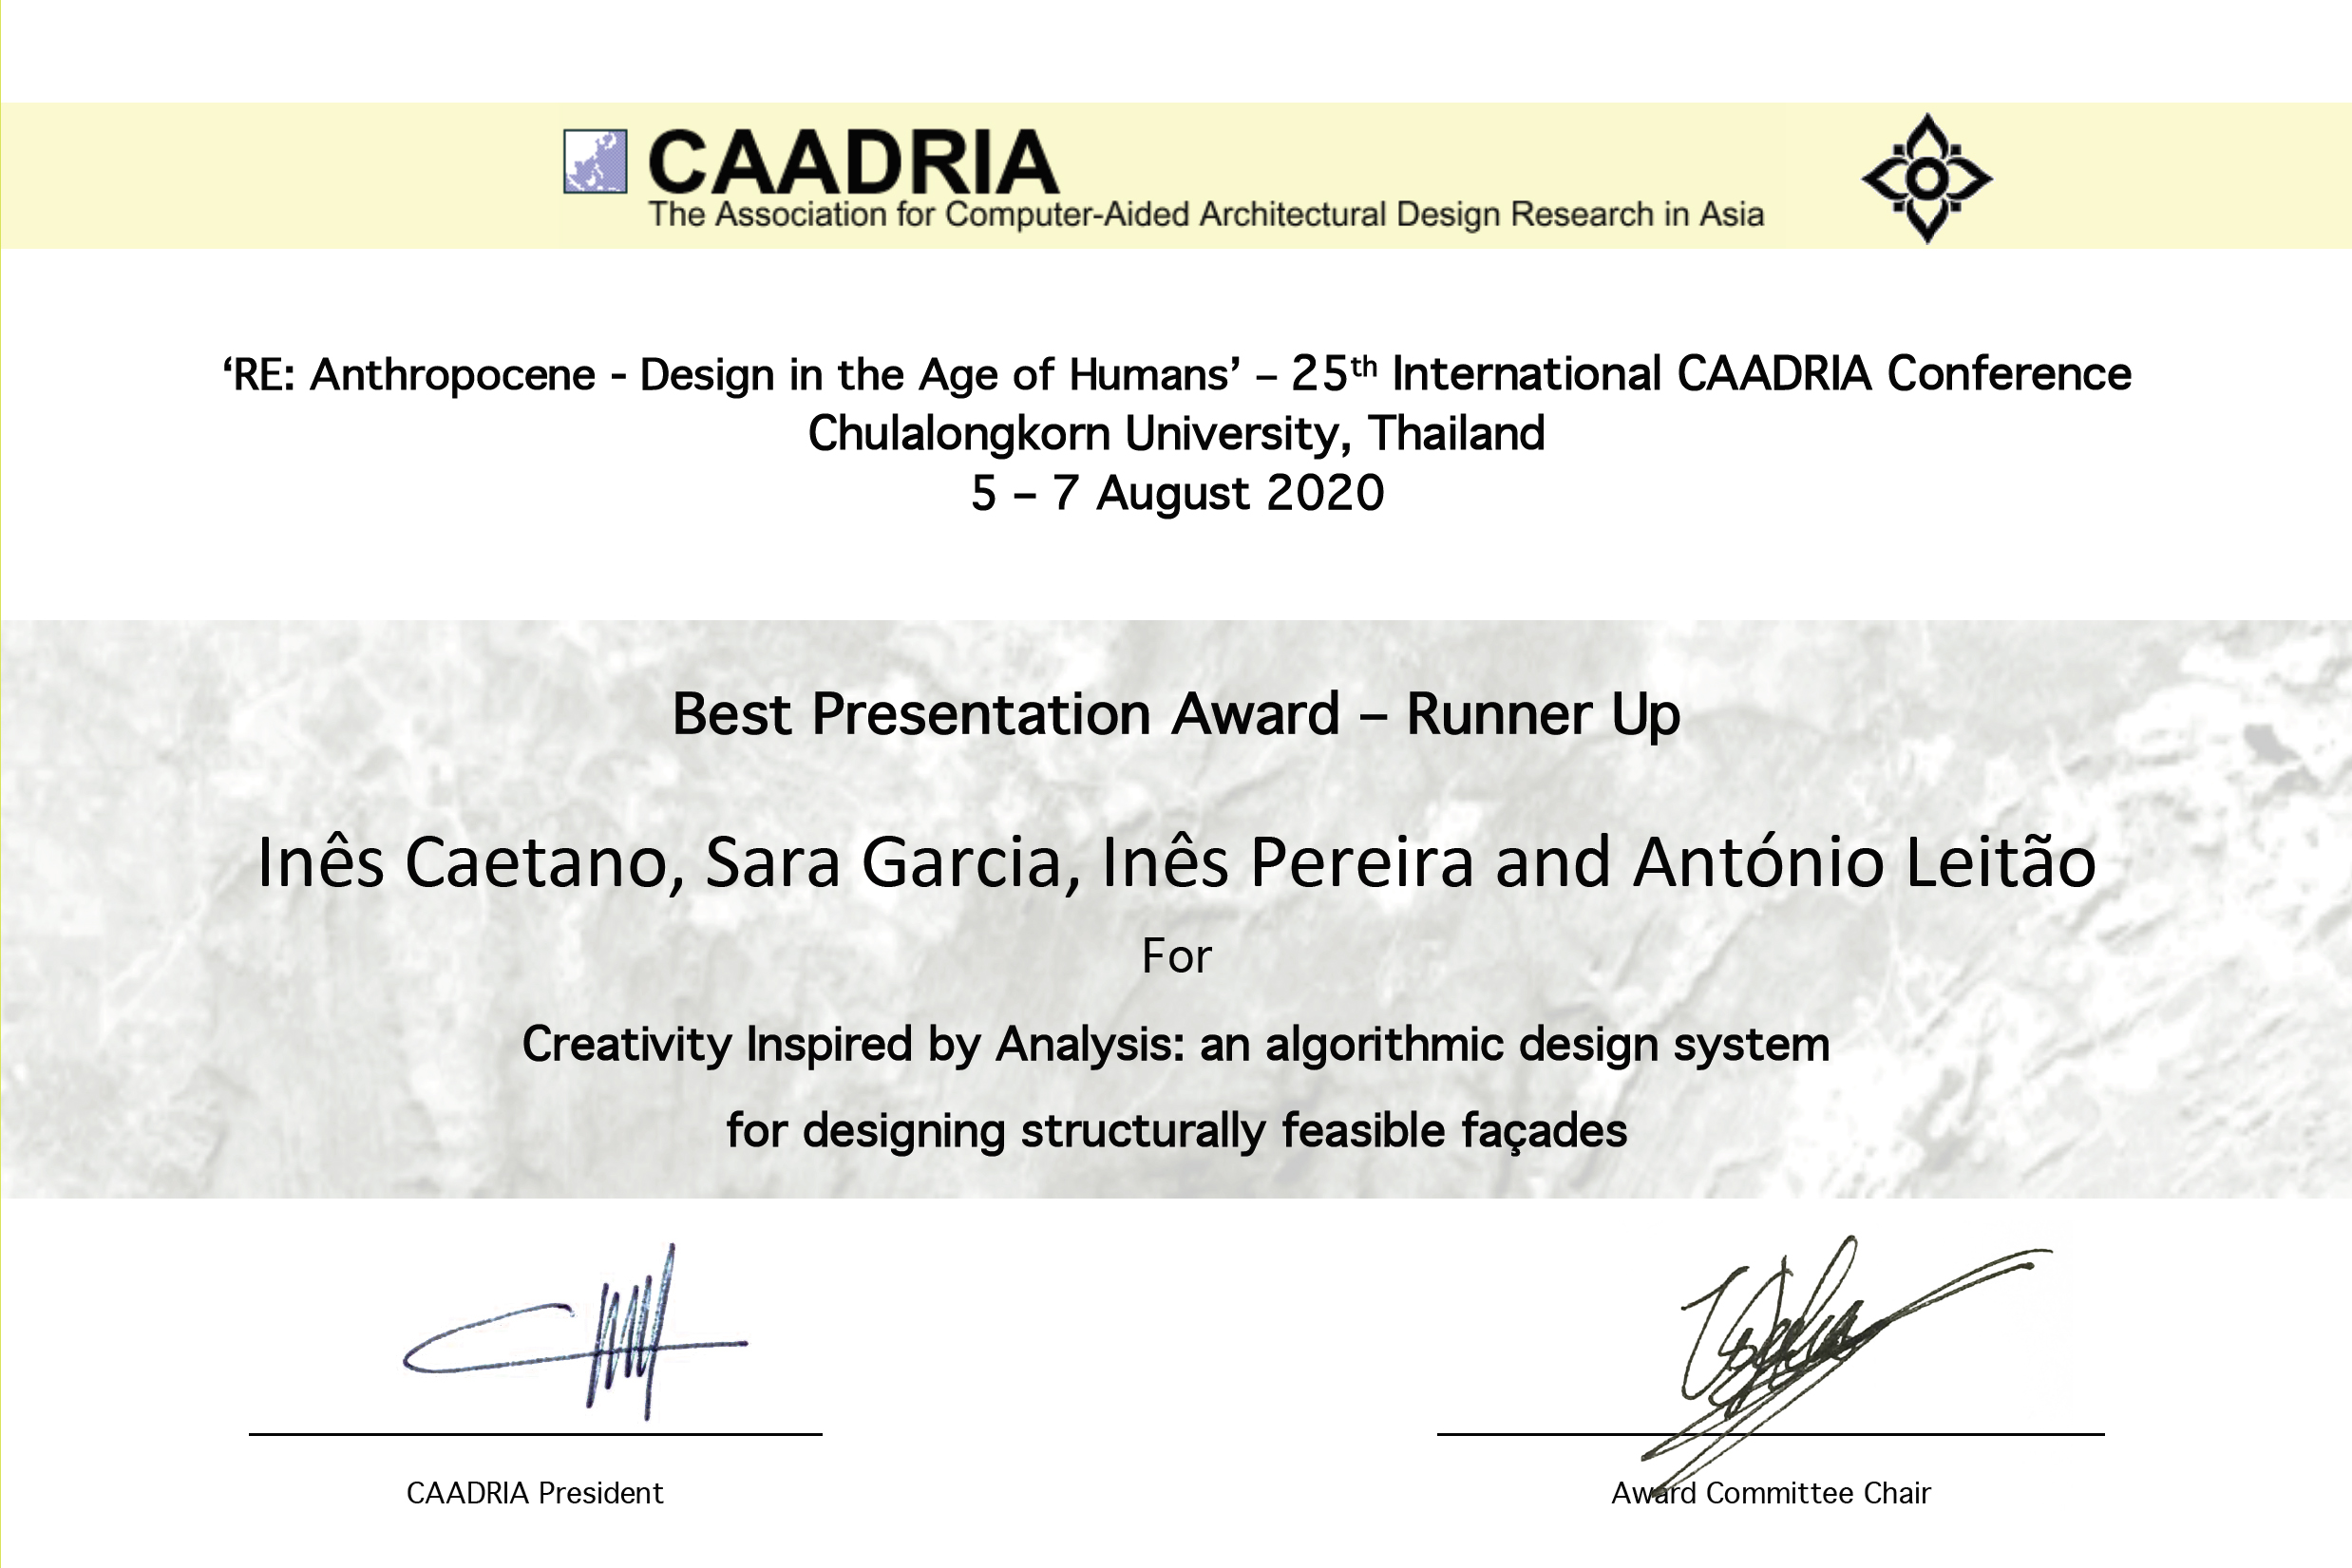 CAADRIA
The Association for Computer-Aided Architectural Design Research in Asia
‘RE: Anthropocene - Design in the Age of Humans’ – 25th International CAADRIA Conference
Chulalongkorn University, Thailand
5 – 7 August 2020
Best Presentation Award – Runner Up
Inês Caetano, Sara Garcia, Inês Pereira and António Leitão
For
Creativity Inspired by Analysis: an algorithmic design system
for designing structurally feasible façades
CAADRIA President
Award Committee Chair